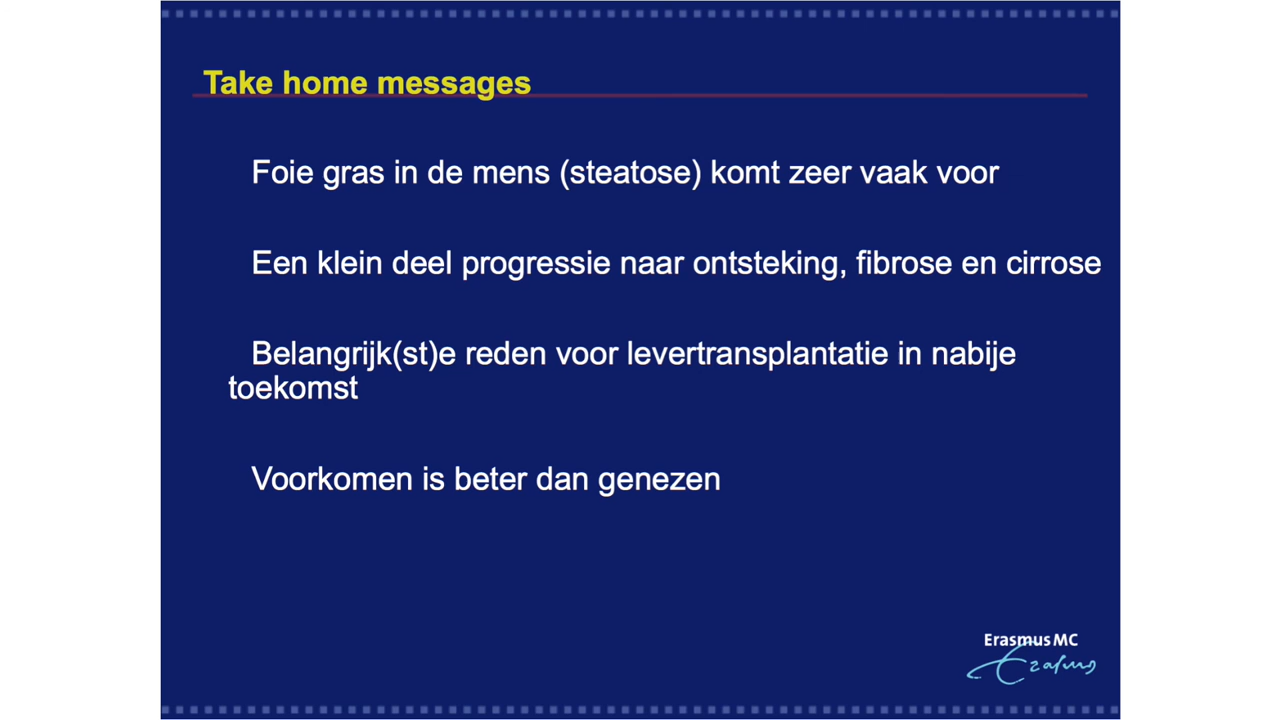 Take home messages
Foie gras in de mens (steatose) komt zeer vaak voor
Een klein deel progressie naar ontsteking, fibrose en cirrose
Belangrijk(st)e reden voor levertransplantatie in nabije
toekomst
Voorkomen is beter dan genezen
Erasmus MC
Erasmus